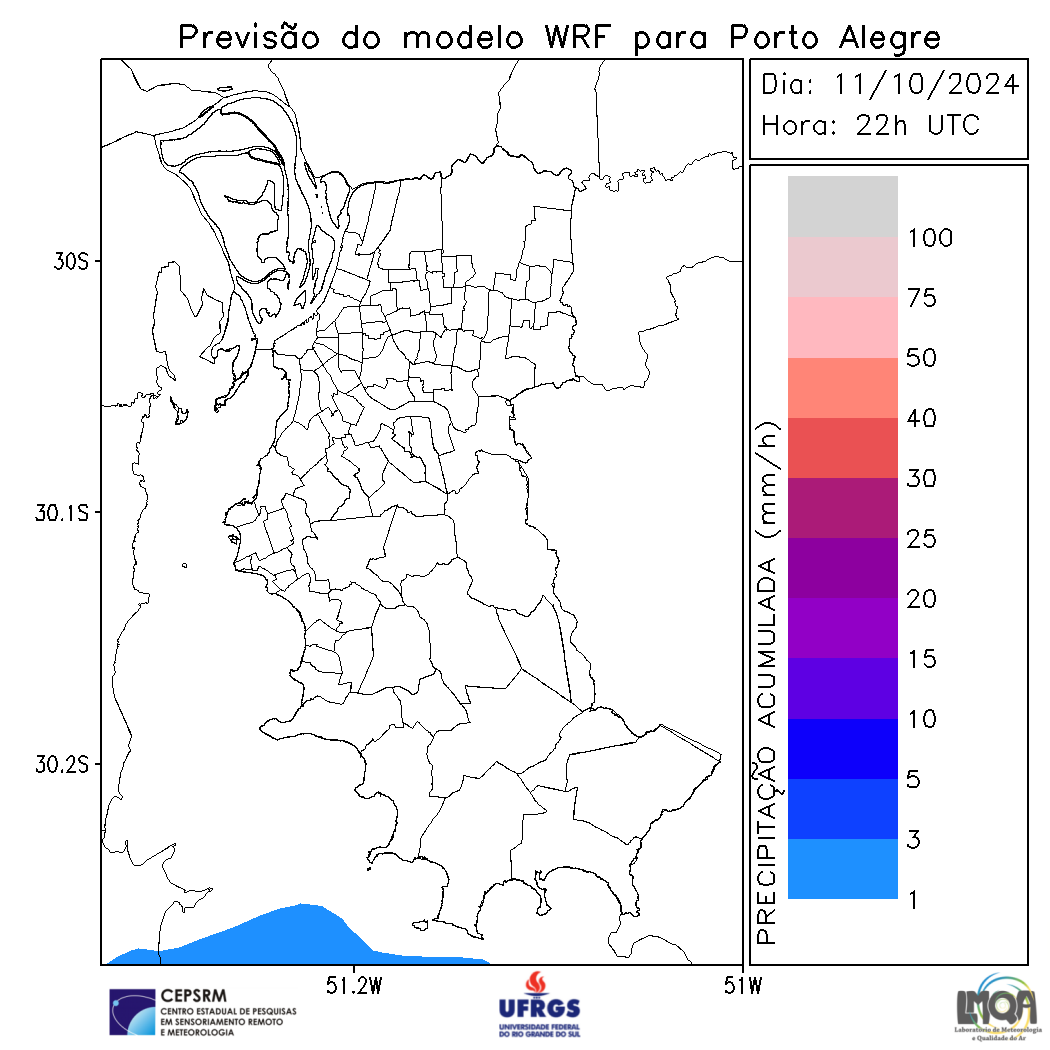 Previsão do modelo WRF para Porto Alegre
Dia: 11/10/2024
Hora: 22h UTC
30S
30.1S
30.2S
51.2W
51W
PRECIPITAÇÃO ACUMULADA (mm/h)
100
75
50
40
30
25
20
15
10
5
3
1
CEPSRM
CENTRO ESTADUAL DE PESQUISAS
EM SENSORIAMENTO REMOTO
E METEOROLOGIA
UFRGS
UNIVERSIDADE FEDERAL
DO RIO GRANDE DO SUL
LMQA
Laboratório de Meteorologia
e Qualidade do Ar